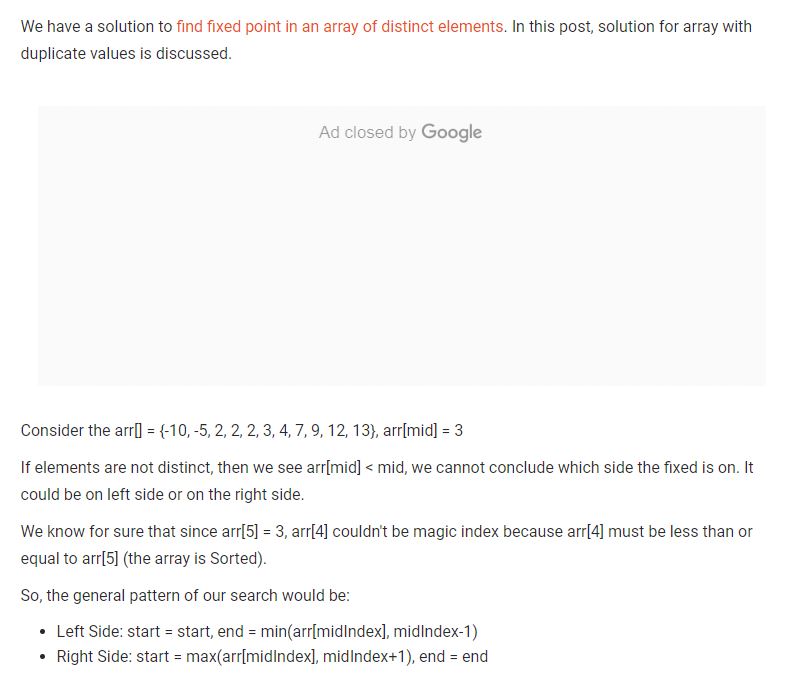 We have a solution to find fixed point in an array of distinct elements. In this post, solution for array with
duplicate values is discussed.
Ad closed by Google
Consider the arr[] = {-10, -5, 2, 2, 2, 3, 4, 7, 9, 12, 13}, arr[mid] = 3
If elements are not distinct, then we see arr[mid] < mid, we cannot conclude which side the fixed is on. It
could be on left side or on the right side.
We know for sure that since arr[5] = 3, arr[4] couldn't be magic index because arr[4] must be less than or
equal to arr[5] (the array is Sorted).
So, the general pattern of our search would be:
• Left Side: start = start, end = min(arr[midIndex], midIndex-1)
• Right Side: start = max(arr[midIndex], midIndex+1), end = end